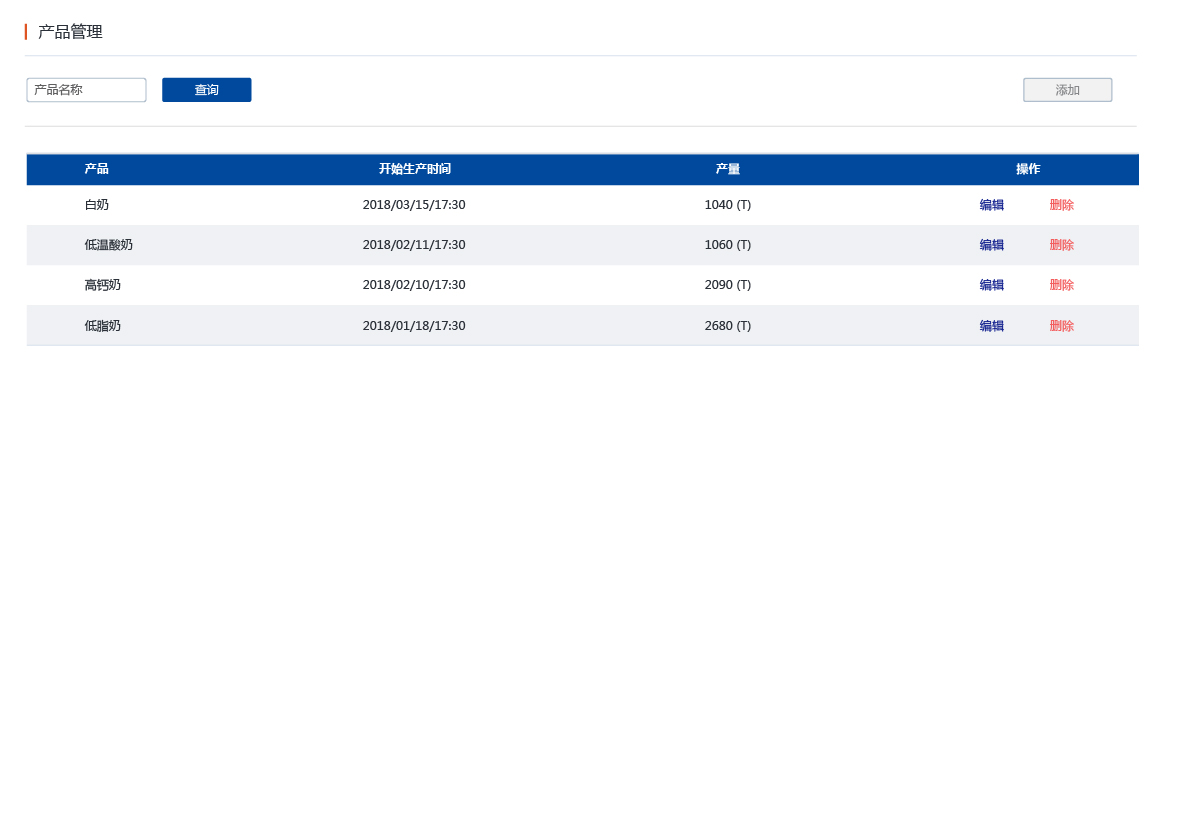 产品管理
产品名称 查询 添加
产品 开始生产时间 产量 操作
白奶 2018/03/15/17:30 1040 (T) 编辑 删除
低温酸奶 2018/02/11/17:30 1060 (T) 编辑 删除
高钙奶 2018/02/10/17:30 2090 (T) 编辑 删除
低脂奶 2018/01/18/17:30 2680 (T) 编辑 删除